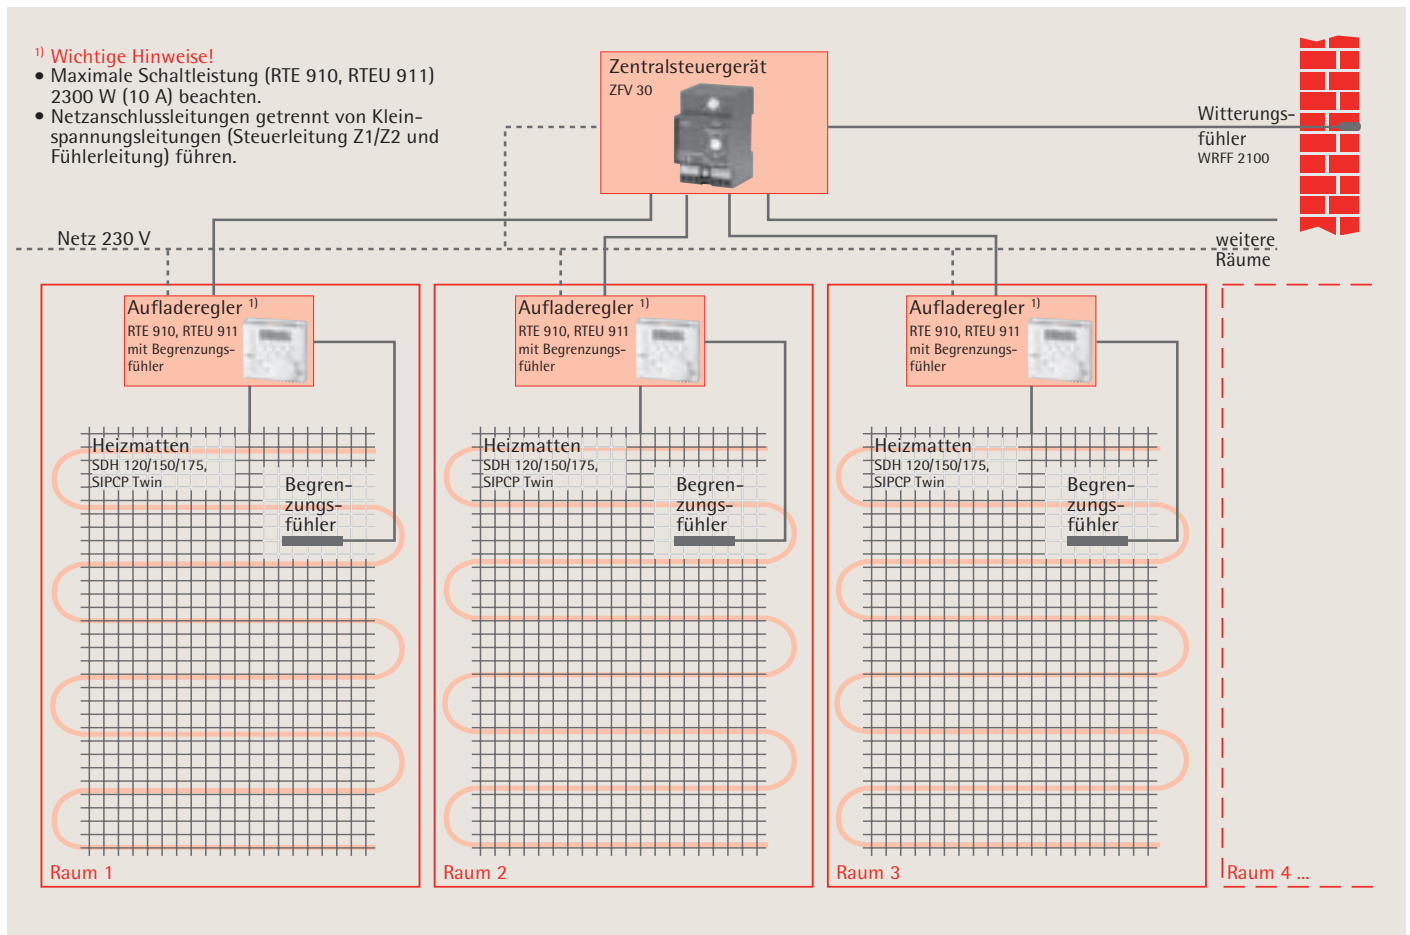 1) Wichtige Hinweise!
• Maximale Schaltleistung (RTE 910, RTEU 911)
2300 W (10 A) beachten.
• Netzanschlussleitungen getrennt von Klein-
spannungsleitungen (Steuerleitung Z1/Z2 und
Fühlerleitung) führen.
Zentralsteuergerät
ZFV 30
Witterungs-
fühler
WRFF 2100
Netz 230 V
weitere
Räume
Aufladeregler 1)
RTE 910, RTEU 911
mit Begrenzungs-
fühler
Heizmatten
SDH 120/150/175,
SIPCP Twin
Begren-
zungs-
fühler
Raum 1
Aufladeregler 1)
RTE 910, RTEU 911
mit Begrenzungs-
fühler
Heizmatten
SDH 120/150/175,
SIPCP Twin
Begren-
zungs-
fühler
Raum 2
Aufladeregler 1)
RTE 910, RTEU 911
mit Begrenzungs-
fühler
Heizmatten
SDH 120/150/175,
SIPCP Twin
Begren-
zungs-
fühler
Raum 3
Raum 4 ...